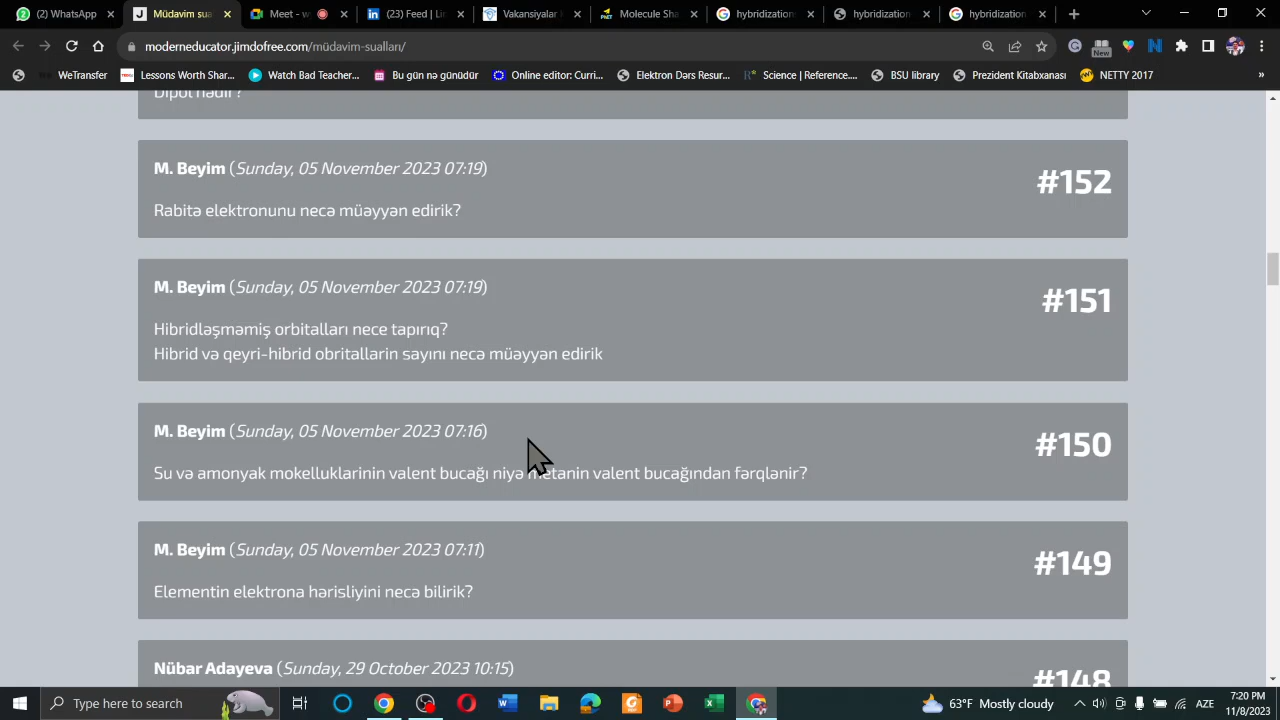 (2) WhatsApp
Müdavim sua
Meet - w
(23) Feed | Lin
Vakansiyalar
Molecule Sha
hybridization
hybridization
hybridization
moderneducator.jimdofree.com/müdavim-sualları/
New
WeTransfer
Lessons Worth Shar...
Watch Bad Teacher...
Bu gün nə günüdür
Online editor: Curri...
Elektron Dərs Resur...
Science | Reference....
BSU library
Prezident Kitabxanası
NETTY 2017
»
Dipol nədir?
M. Beyim (Sunday, 05 November 2023 07:19)
#152
Rabitə elektronunu necə müəyyən edirik?
M. Beyim (Sunday, 05 November 2023 07:19)
#151
Hibridləşməmiş orbitalları nece tapırıq?
Hibrid və qeyri-hibrid obritallarin sayını necə müəyyən edirik
M. Beyim (Sunday, 05 November 2023 07:16)
#150
Su və amonyak mokelluklarinin valent bucağı niyə metanin valent bucağından fərqlənir?
M. Beyim (Sunday, 05 November 2023 07:11)
#149
Elementin elektrona hərisliyini necə bilirik?
Nübar Adayeva (Sunday, 29 October 2023 10:15)
#148
Type here to search
63°F Mostly cloudy
AZE
7:20 PM
11/8/2023